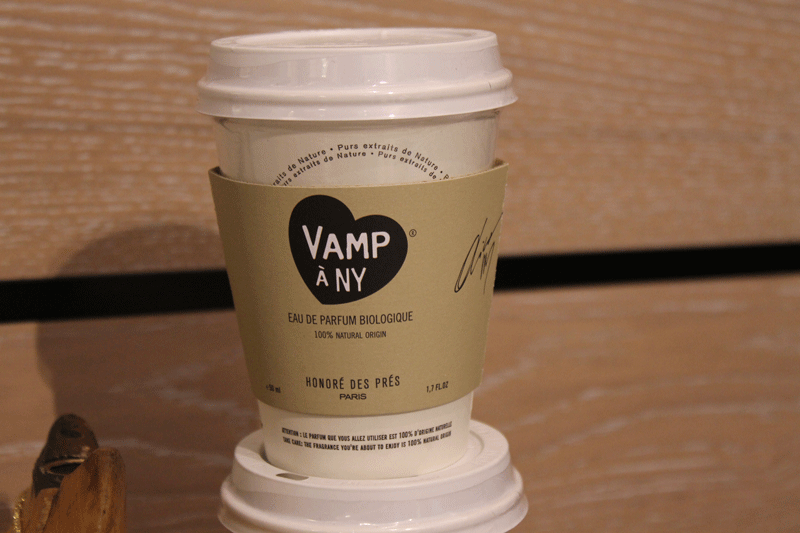 Purs extraits de Nature • Purs extraits de Nature
extraits de Nature • Purs extraits de
VAMP
À NY
EAU DE PARFUM BIOLOGIQUE
100% NATURAL ORIGIN
HONORÉ DES PRÉS
50 ml
1.7 FL.OZ
PARIS
ATTENTION : LE PARFUM QUE VOUS ALLEZ UTILISER EST 100% D'ORIGINE NATURELLE
TAKE CARE: THE FRAGRANCE YOU'RE ABOUT TO ENJOY IS 100% NATURAL ORIGIN